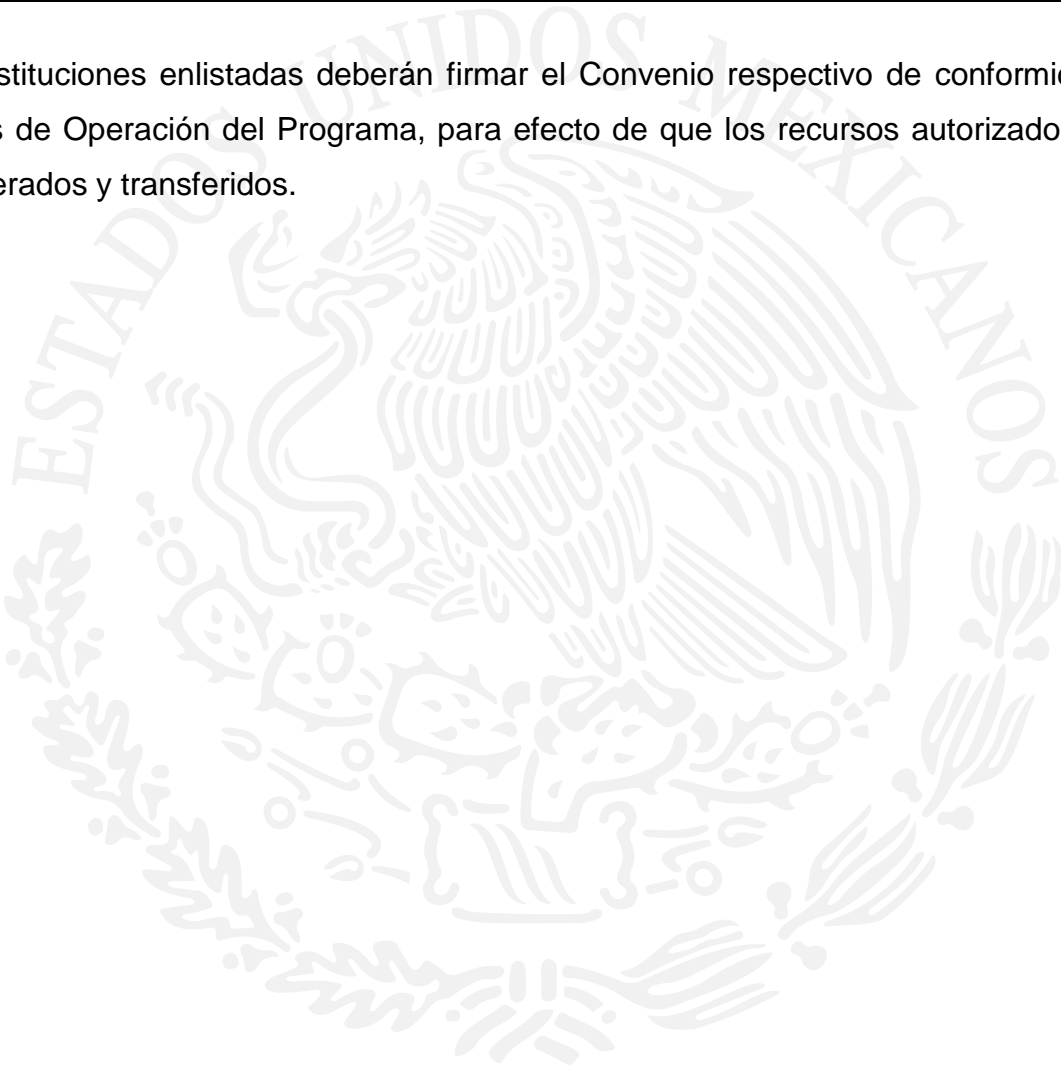 stituciones enlistadas deberán firmar el Convenio respectivo de conformi
s de Operación del Programa, para efecto de que los recursos autorizado
erados y transferidos.
ESTADOS UNIDOS MEXICANOS